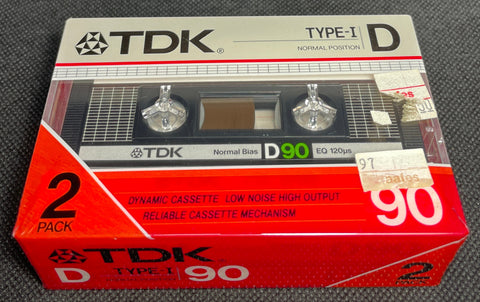 TDK®
TYPE-I D
NORMAL POSITION
TDK Normal Bias D90 EQ 120µs
97
2
PACK
DYNAMIC CASSETTE LOW NOISE HIGH OUTPUT
RELIABLE CASSETTE MECHANISM
90
TDK
D TYPE-I 90
2